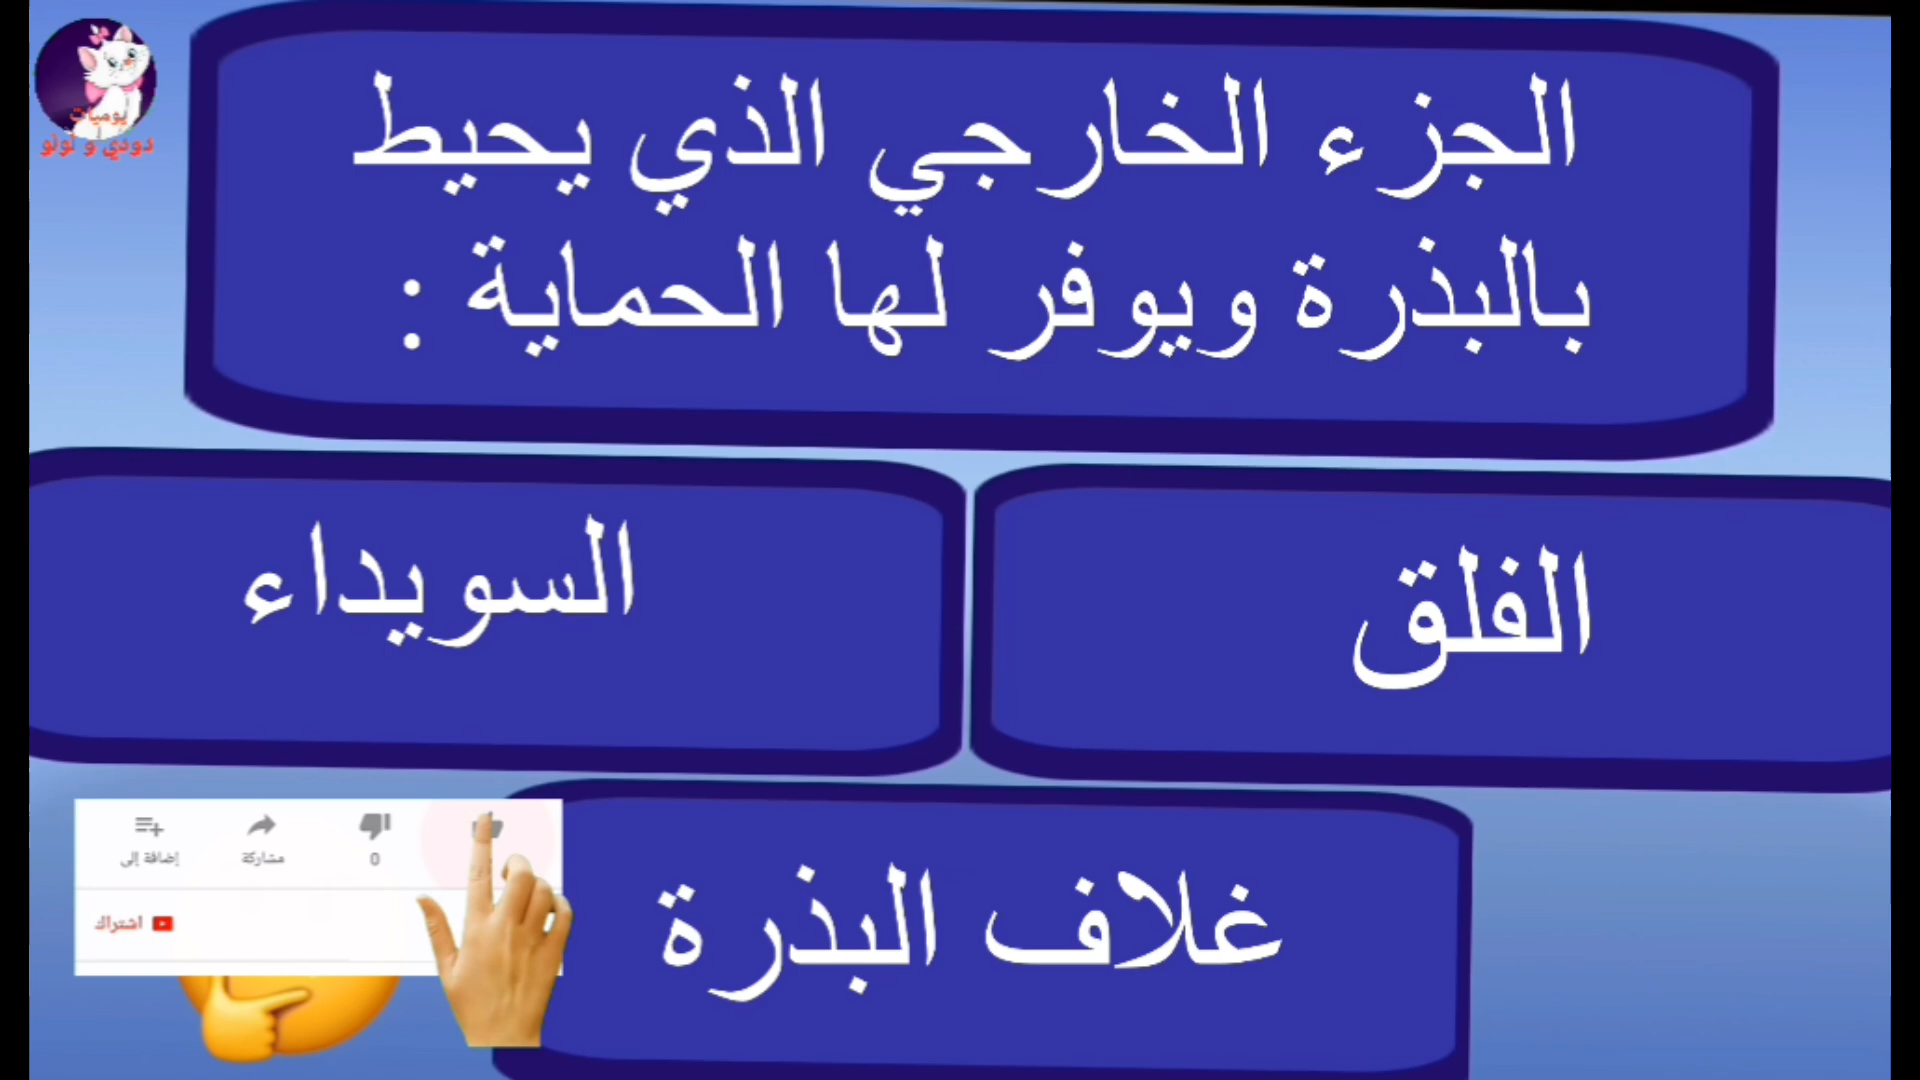 يوميات
دودي و لولو
الجزء الخارجي الذي يحيط
بالبذرة ويوفر لها الحماية :
الفلق
السويداء
غلاف البذرة
0
مشاركة
إضافة إلى
اشتراك